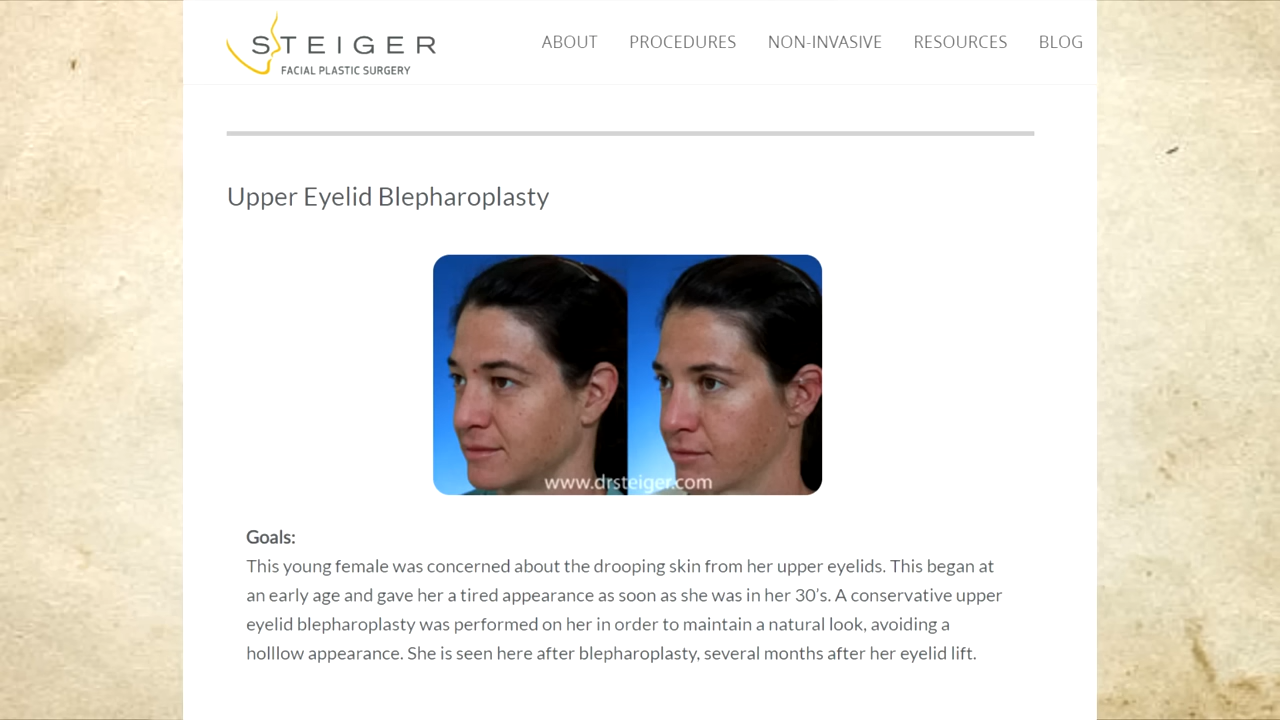 STEIGER
FACIAL PLASTIC SURGERY
ABOUT PROCEDURES NON-INVASIVE RESOURCES BLOG
Upper Eyelid Blepharoplasty
www.drsteiger.com
Goals:
This young female was concerned about the drooping skin from her upper eyelids. This began at
an early age and gave her a tired appearance as soon as she was in her 30's. A conservative upper
eyelid blepharoplasty was performed on her in order to maintain a natural look, avoiding a
holllow appearance. She is seen here after blepharoplasty, several months after her eyelid lift.